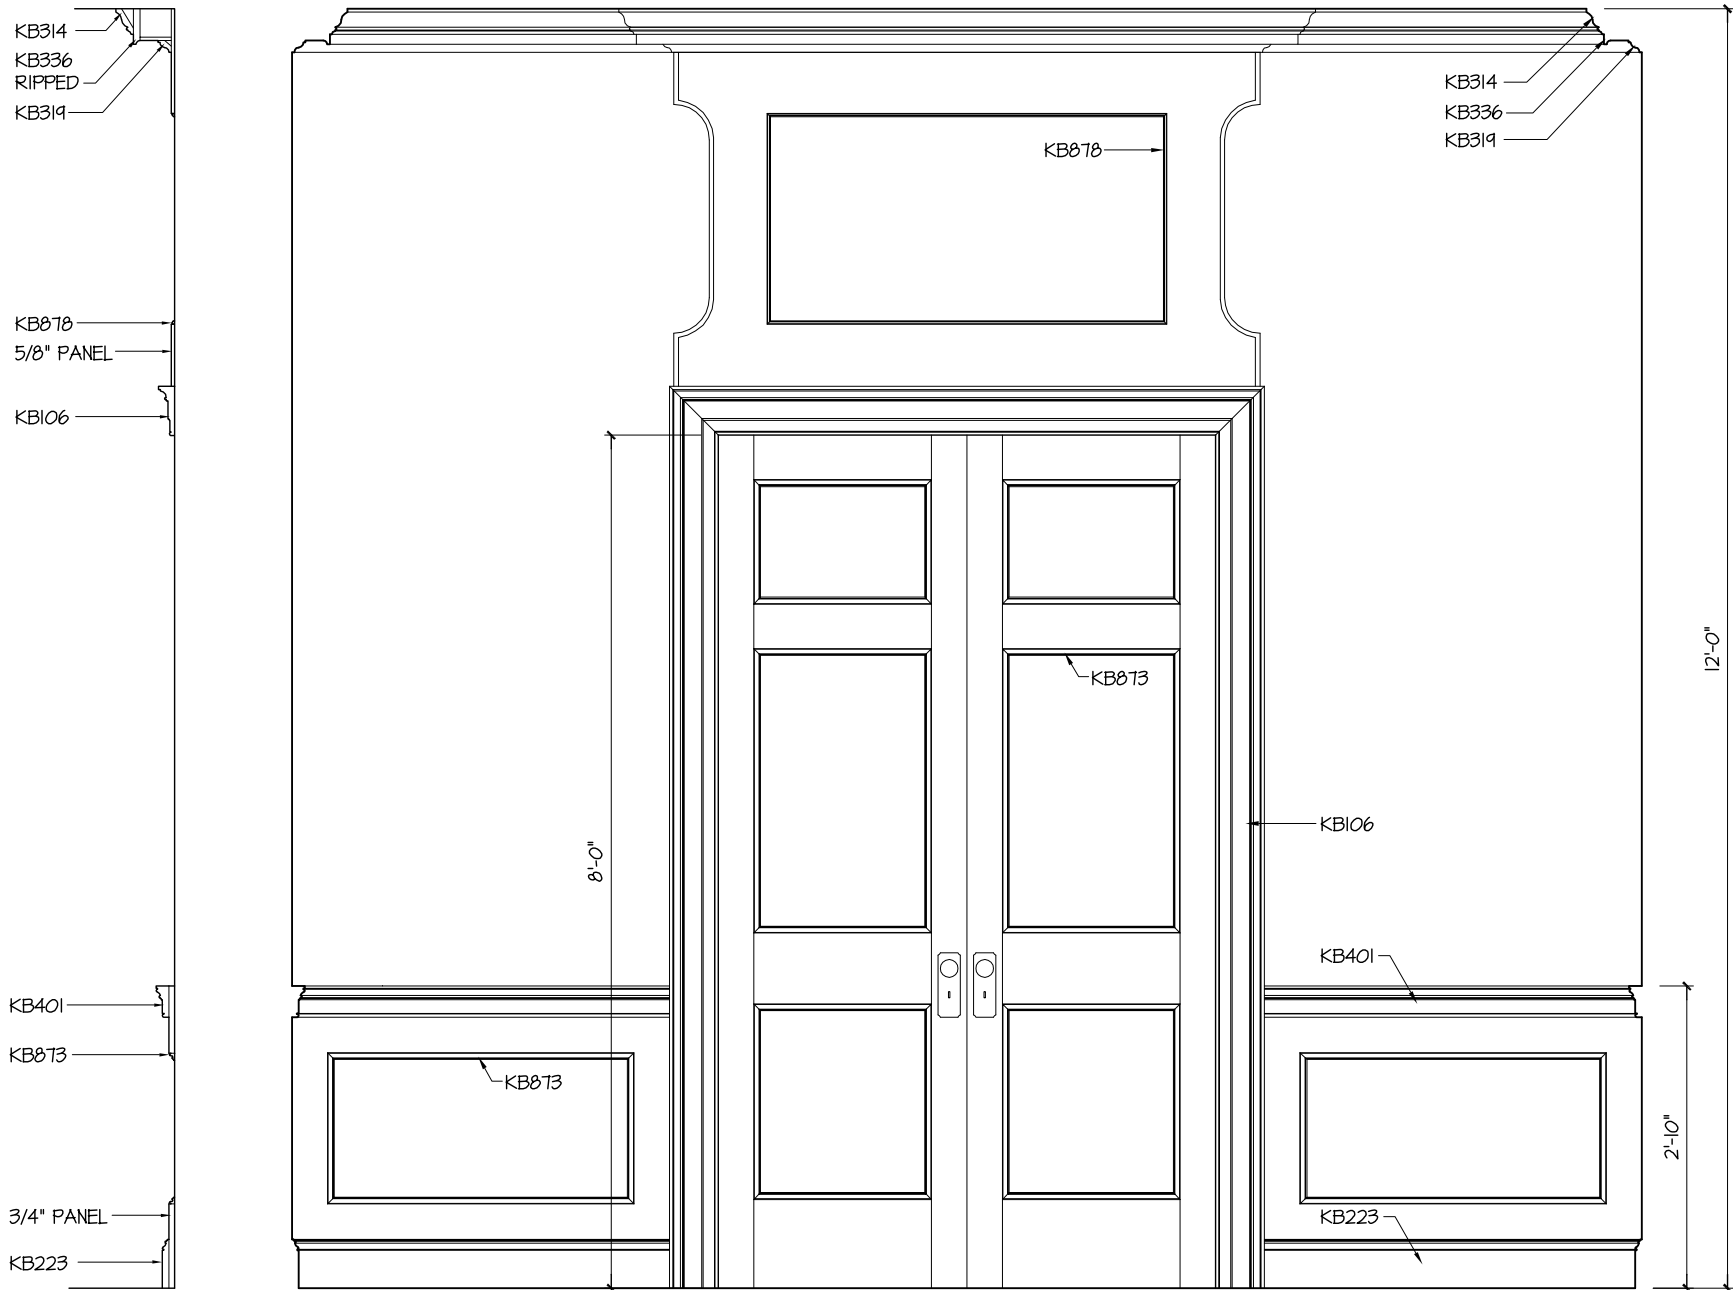 KB314
KB336
RIPPED
KB319
KB878
5/8" PANEL
KB106
KB401
KB873
3/4" PANEL
KB223
KB878
KB314
KB336
KB319
8'-0"
KB873
KB106
KB401
KB873
KB223
12'-0"
2'-10"